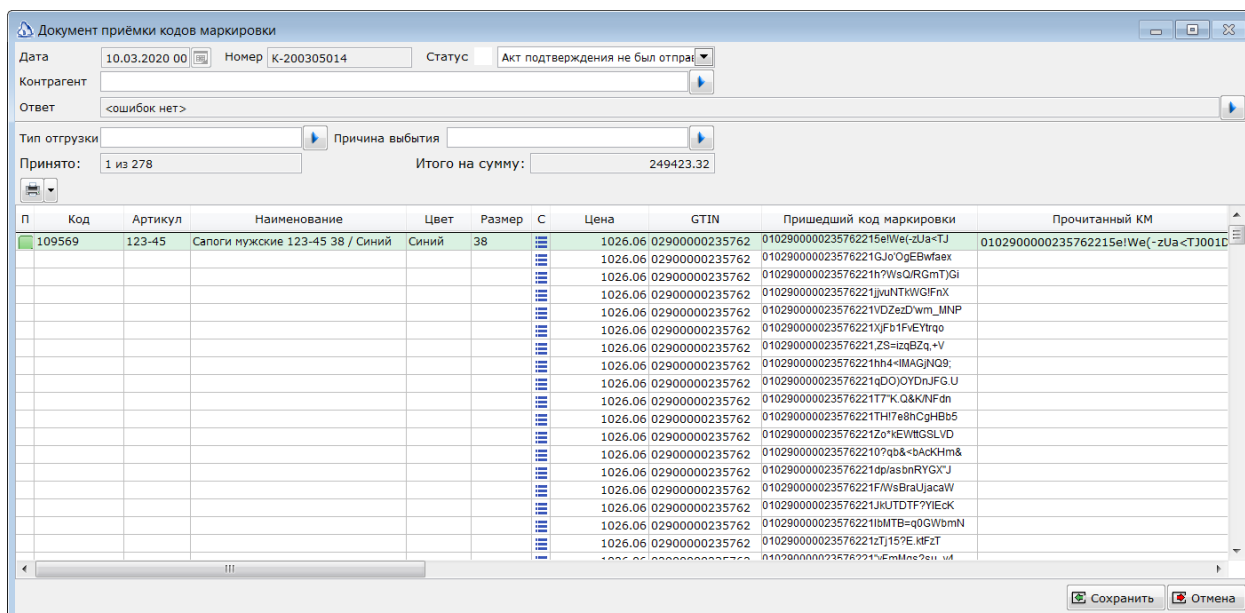 Документ приёмки кодов маркировки
Дата 10.03.2020 00 Номер K-200305014 Статус Акт подтверждения не был отправ
Контрагент
Ответ <ошибок нет>
Тип отгрузки Причина выбытия
Принято: 1 из 278 Итого на сумму: 249423.32
П Код Артикул Наименование Цвет Размер С Цена GTIN Пришедший код маркировки Прочитанный КМ
109569 123-45 Сапоги мужские 123-45 38 / Синий Синий 38 1026.06 02900000235762 0102900000235762215e!We(-zUa<TJ 0102900000235762215e!We(-zUa<TJ001D
1026.06 02900000235762 010290000023576221GJo'OgEBwfaex
1026.06 02900000235762 010290000023576221h?WsQ/RGmT)Gi
1026.06 02900000235762 010290000023576221jjvuNTkWG!FnX
1026.06 02900000235762 010290000023576221VDZezD'wm_MNP
1026.06 02900000235762 010290000023576221XjFb1FvEYtrqo
1026.06 02900000235762 010290000023576221,ZS=izqBZq,+V
1026.06 02900000235762 010290000023576221hh4<IMAGjNQ9;
1026.06 02900000235762 010290000023576221qDO)OYDnJFG.U
1026.06 02900000235762 010290000023576221T7"K.Q&K/NFdn
1026.06 02900000235762 010290000023576221TH!7e8hCgHBb5
1026.06 02900000235762 010290000023576221Zo*kEWttGSLVD
1026.06 02900000235762 0102900000235762210?qb&<bAcKHm&
1026.06 02900000235762 010290000023576221dp/asbnRYGX"J
1026.06 02900000235762 010290000023576221F/WsBraUjacaW
1026.06 02900000235762 010290000023576221JkUTDTF?YIEcK
1026.06 02900000235762 010290000023576221IbMTB=q0GWbmN
1026.06 02900000235762 010290000023576221zTj15?E.ktFzT
Сохранить Отмена